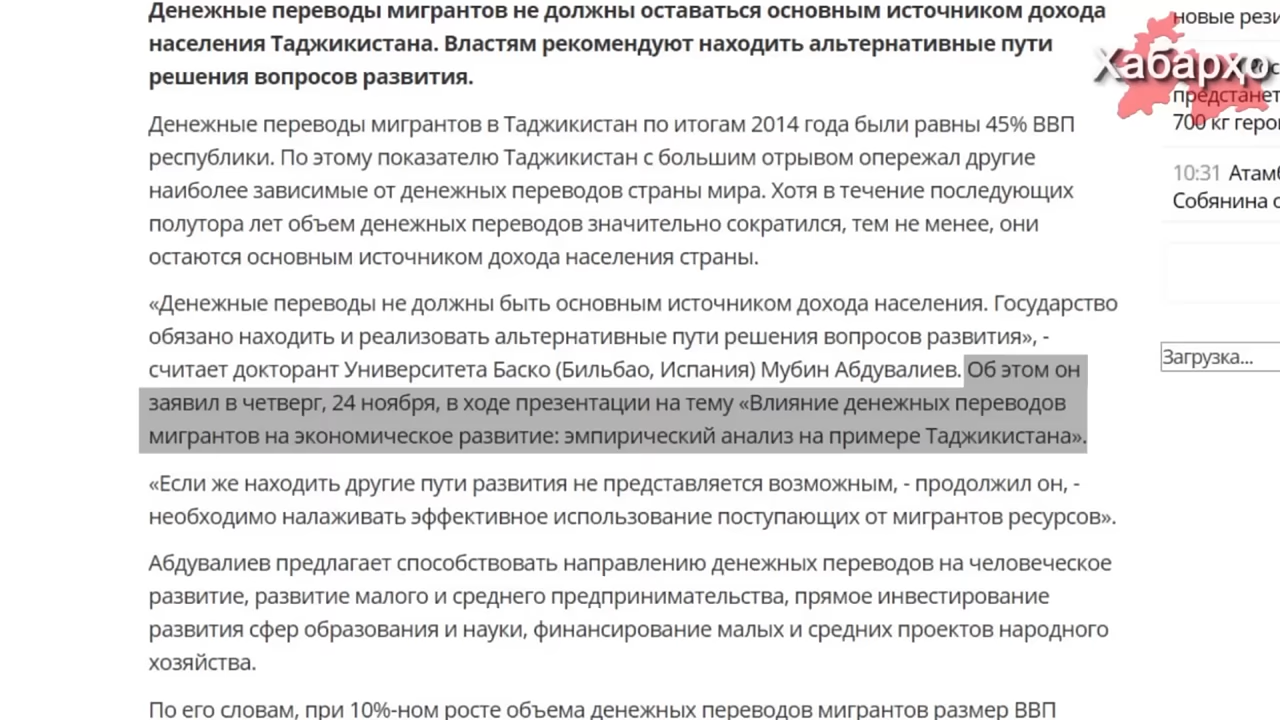 Денежные переводы мигрантов не должны оставаться основным источником дохода
населения Таджикистана. Властям рекомендуют находить альтернативные пути
решения вопросов развития.
Денежные переводы мигрантов в Таджикистан по итогам 2014 года были равны 45% ВВП
республики. По этому показателю Таджикистан с большим отрывом опережал другие
наиболее зависимые от денежных переводов страны мира. Хотя в течение последующих
полутора лет объем денежных переводов значительно сократился, тем не менее, они
остаются основным источником дохода населения страны.
«Денежные переводы не должны быть основным источником дохода населения. Государство
обязано находить и реализовать альтернативные пути решения вопросов развития», -
считает докторант Университета Баско (Бильбао, Испания) Мубин Абдувалиев. Об этом он
заявил в четверг, 24 ноября, в ходе презентации на тему «Влияние денежных переводов
мигрантов на экономическое развитие: эмпирический анализ на примере Таджикистана».
«Если же находить другие пути развития не представляется возможным, - продолжил он, -
необходимо налаживать эффективное использование поступающих от мигрантов ресурсов».
Абдувалиев предлагает способствовать направлению денежных переводов на человеческое
развитие, развитие малого и среднего предпринимательства, прямое инвестирование
развития сфер образования и науки, финансирование малых и средних проектов народного
хозяйства.
По его словам, при 10%-ном росте объема денежных переводов мигрантов размер ВВП
новые рези
Хабарҳо
предстанет
700 кг геро
10:31 Атамб
Собянина с
Загрузка...